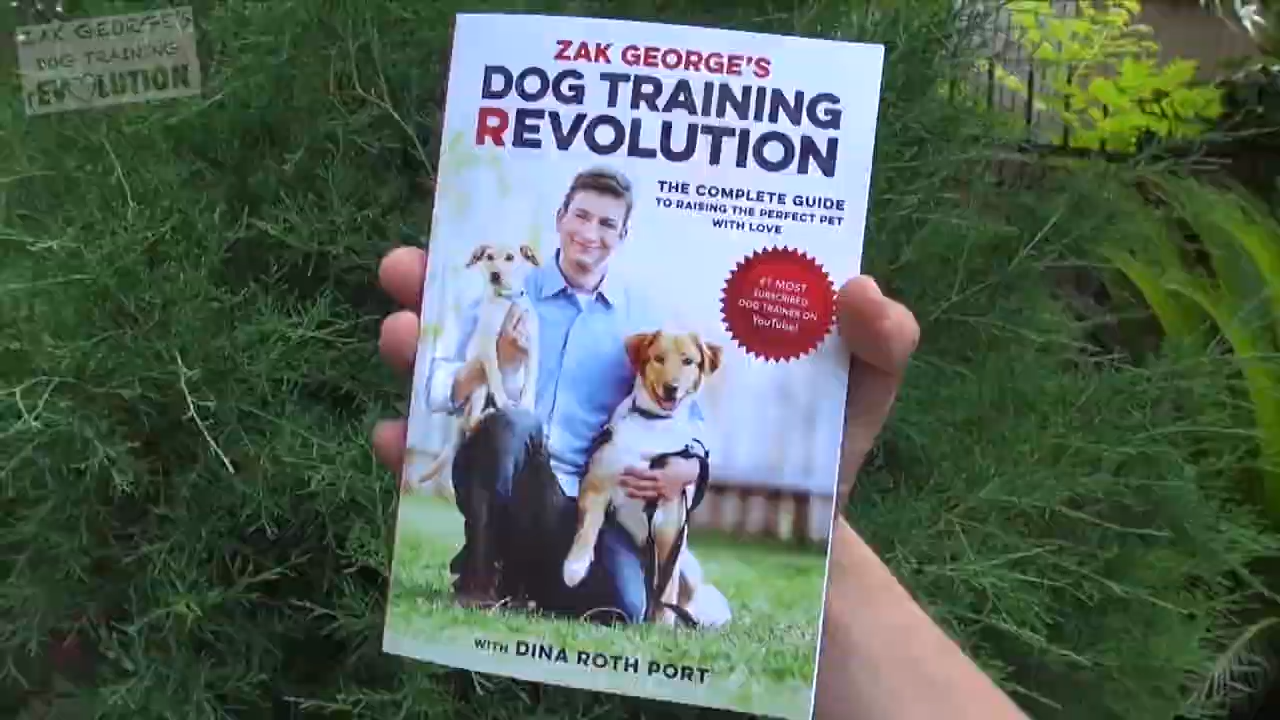 ZAK GEORGE'S
DOG TRAINING
rEVOLUTION
ZAK GEORGE'S
DOG TRAINING
REVOLUTION
THE COMPLETE GUIDE
TO RAISING THE PERFECT PET
WITH LOVE
#1 MOST
SUBSCRIBED
DOG TRAINER ON
YouTube!
WITH DINA ROTH PORT